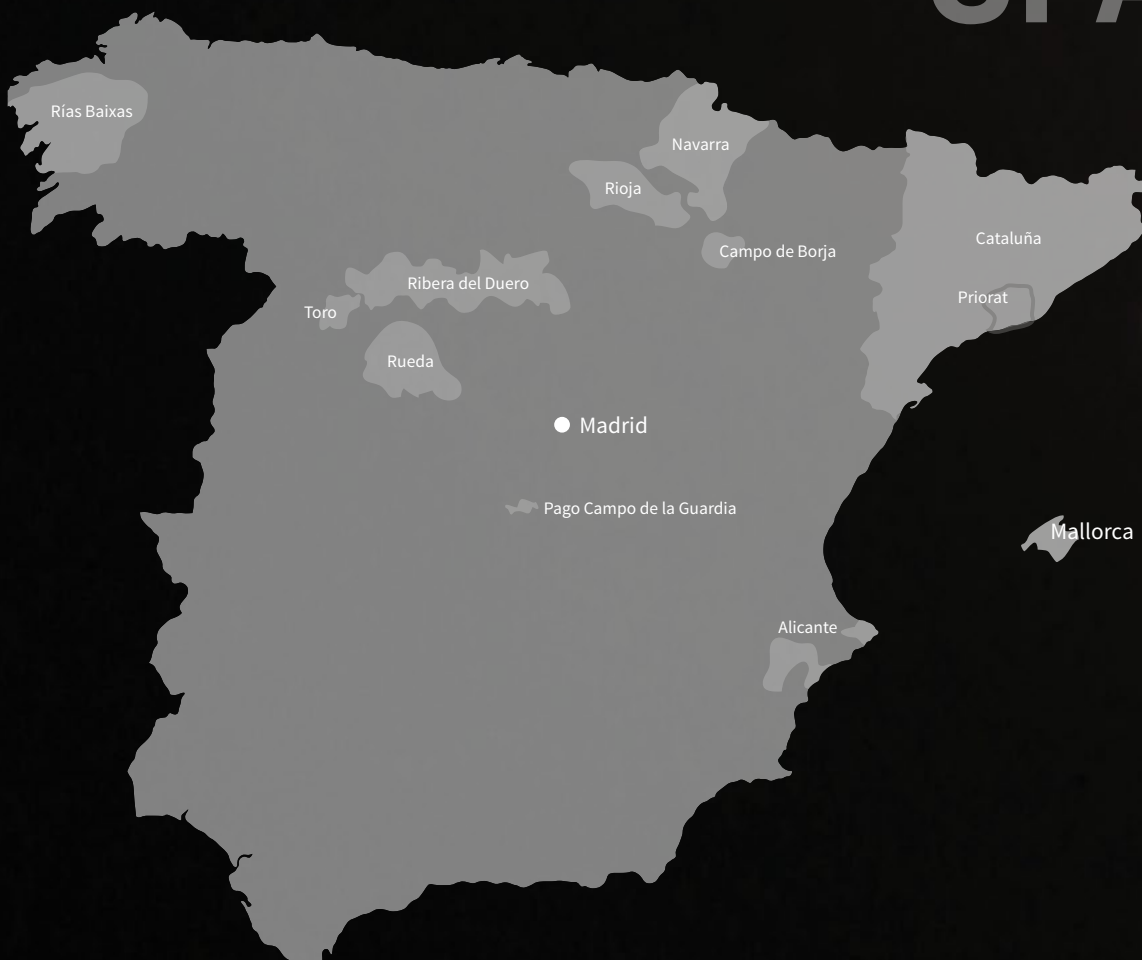 Rías Baixas
Navarra
Rioja
Cataluña
Campo de Borja
Ribera del Duero
Priorat
Toro
Rueda
Madrid
Pago Campo de la Guardia
Mallorca
Alicante